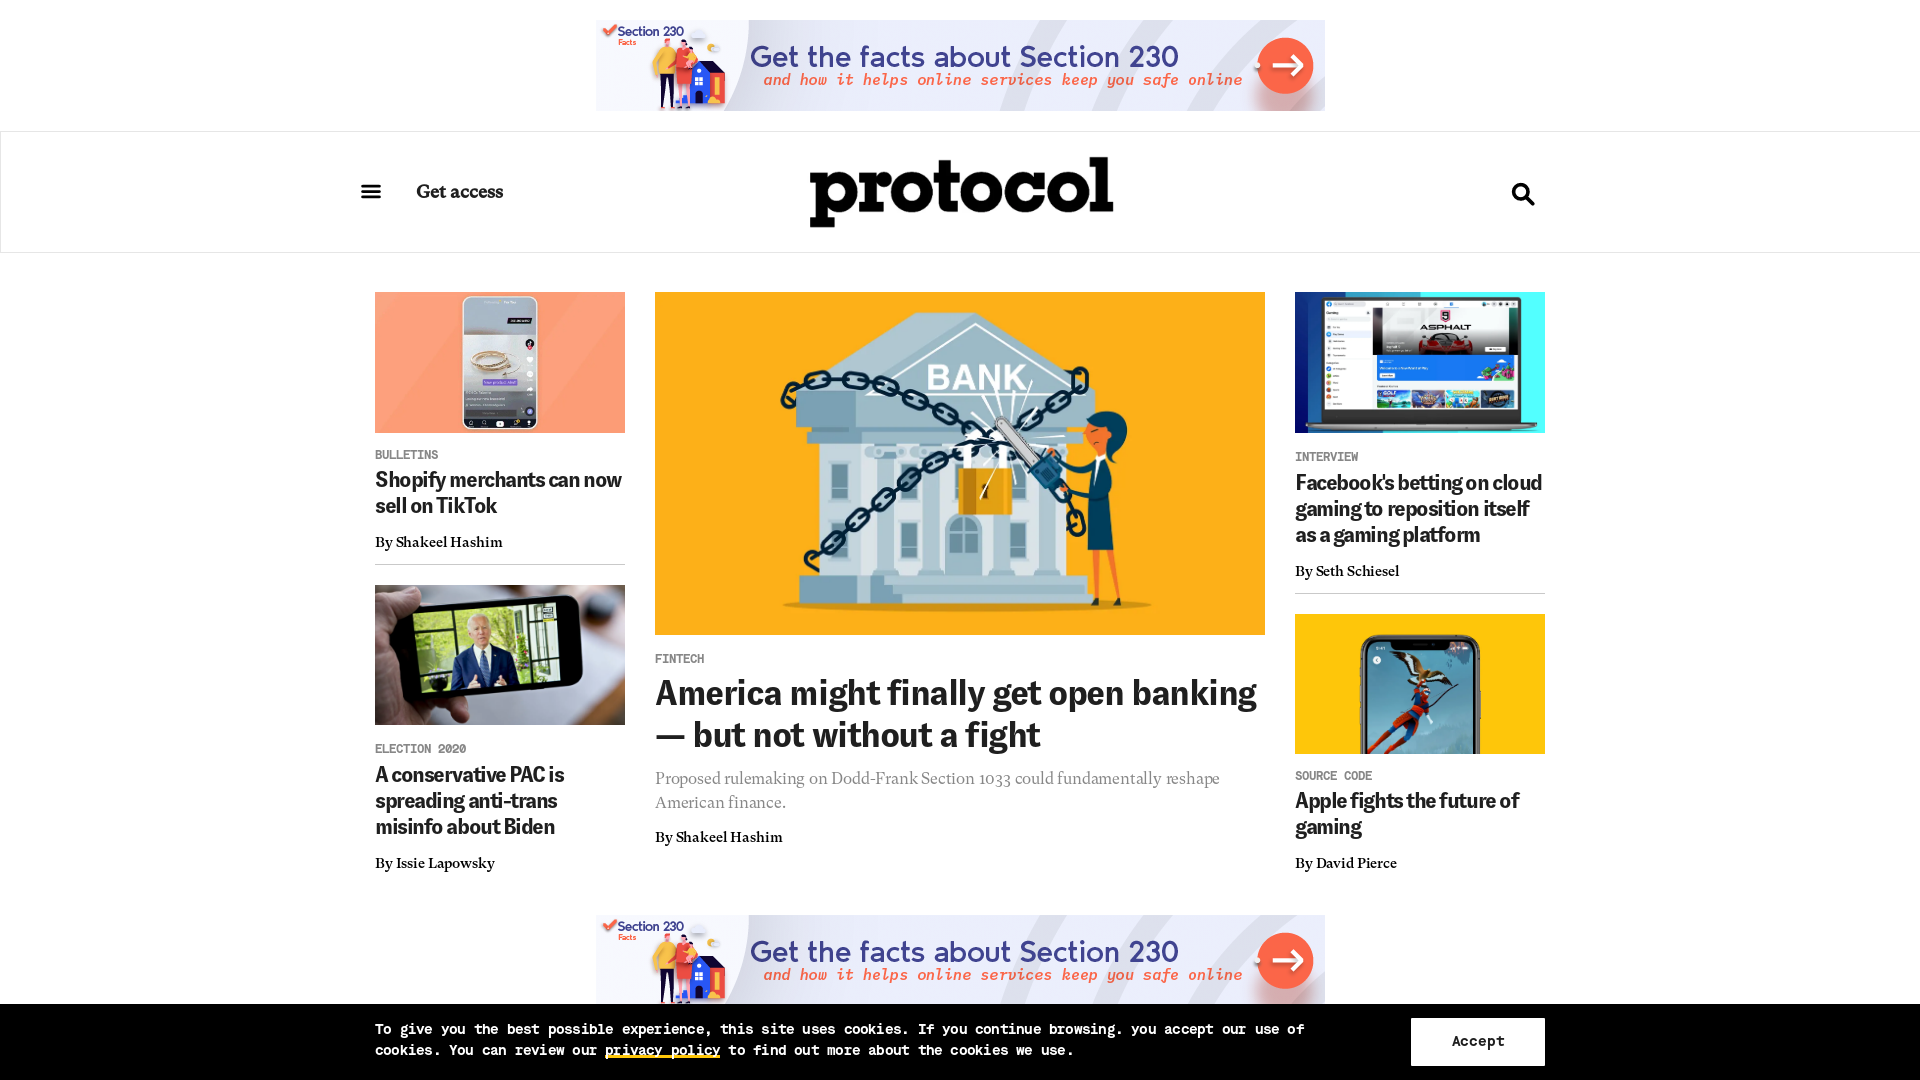 Section 230
Facts
Get the facts about Section 230
and how it helps online services keep you safe online
Get access
protocol
BULLETINS
Shopify merchants can now
sell on TikTok
By Shakeel Hashim
ELECTION 2020
A conservative PAC is
spreading anti-trans
misinfo about Biden
By Issie Lapowsky
BANK
FINTECH
America might finally get open banking
— but not without a fight
Proposed rulemaking on Dodd-Frank Section 1033 could fundamentally reshape
American finance.
By Shakeel Hashim
ASPHALT
INTERVIEW
Facebook's betting on cloud
gaming to reposition itself
as a gaming platform
By Seth Schiesel
SOURCE CODE
Apple fights the future of
gaming
By David Pierce
Section 230
Facts
Get the facts about Section 230
and how it helps online services keep you safe online
To give you the best possible experience, this site uses cookies. If you continue browsing. you accept our use of
cookies. You can review our privacy policy to find out more about the cookies we use.
Accept